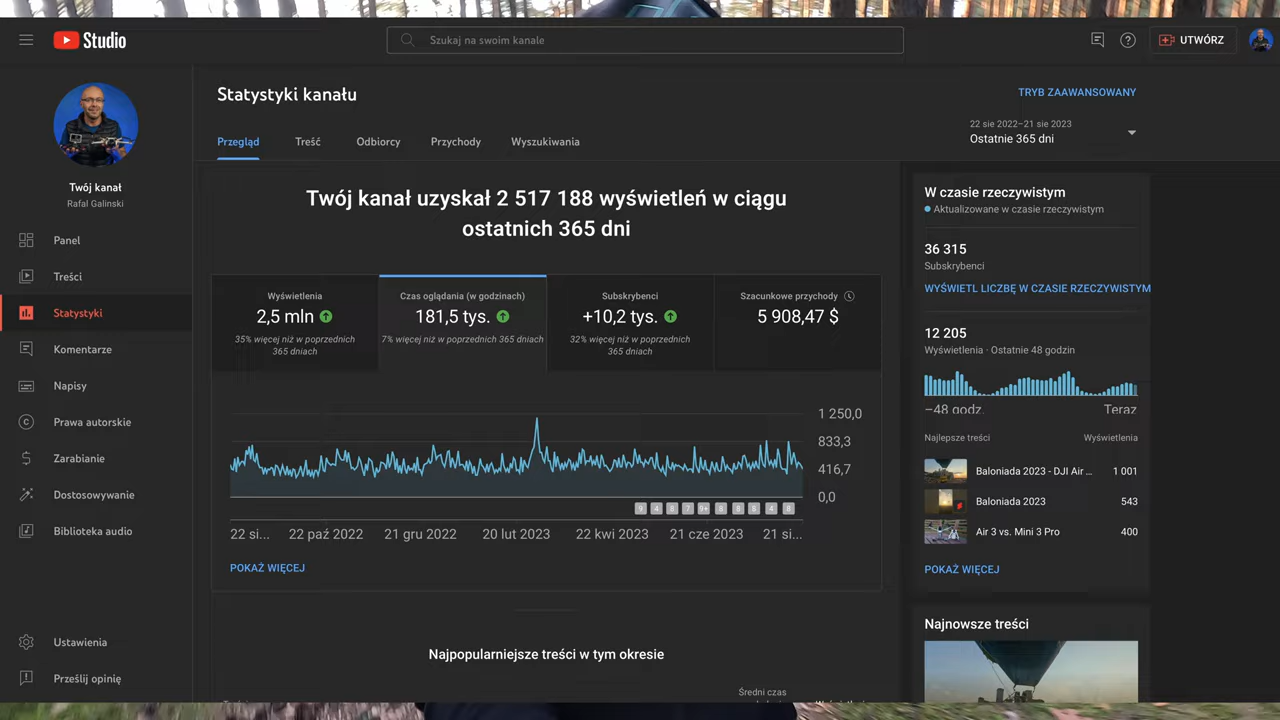 Studio
Szukaj na swoim kanale
UTWÓRZ
Twój kanał
Rafał Galinski
Panel
Treści
Statystyki
Komentarze
Napisy
Prawa autorskie
Zarabianie
Dostosowywanie
Biblioteka audio
Ustawienia
Prześlij opinię
Statystyki kanału
TRYB ZAAWANSOWANY
22 sie 2022–21 sie 2023
Ostatnie 365 dni
Przegląd
Treść
Odbiorcy
Przychody
Wyszukiwania
Twój kanał uzyskał 2 517 188 wyświetleń w ciągu
ostatnich 365 dni
Wyświetlenia
2,5 mln
35% więcej niż w poprzednich
365 dniach
Czas oglądania (w godzinach)
181,5 tys.
7% więcej niż w poprzednich 365 dniach
Subskrybenci
+10,2 tys.
32% więcej niż w poprzednich
365 dniach
Szacunkowe przychody
5 908,47 $
1 250,0
833,3
416,7
0,0
22 si...
22 paź 2022
21 gru 2022
20 lut 2023
22 kwi 2023
21 cze 2023
21 si...
POKAŻ WIĘCEJ
Najpopularniejsze treści w tym okresie
Średni czas
W czasie rzeczywistym
Aktualizowane w czasie rzeczywistym
36 315
Subskrybenci
WYŚWIETL LICZBĘ W CZASIE RZECZYWISTYM
12 205
Wyświetlenia · Ostatnie 48 godzin
−48 godz.
Teraz
Najlepsze treści
Wyświetlenia
Baloniada 2023 - DJI Air ...
1 001
Baloniada 2023
543
Air 3 vs. Mini 3 Pro
400
POKAŻ WIĘCEJ
Najnowsze treści